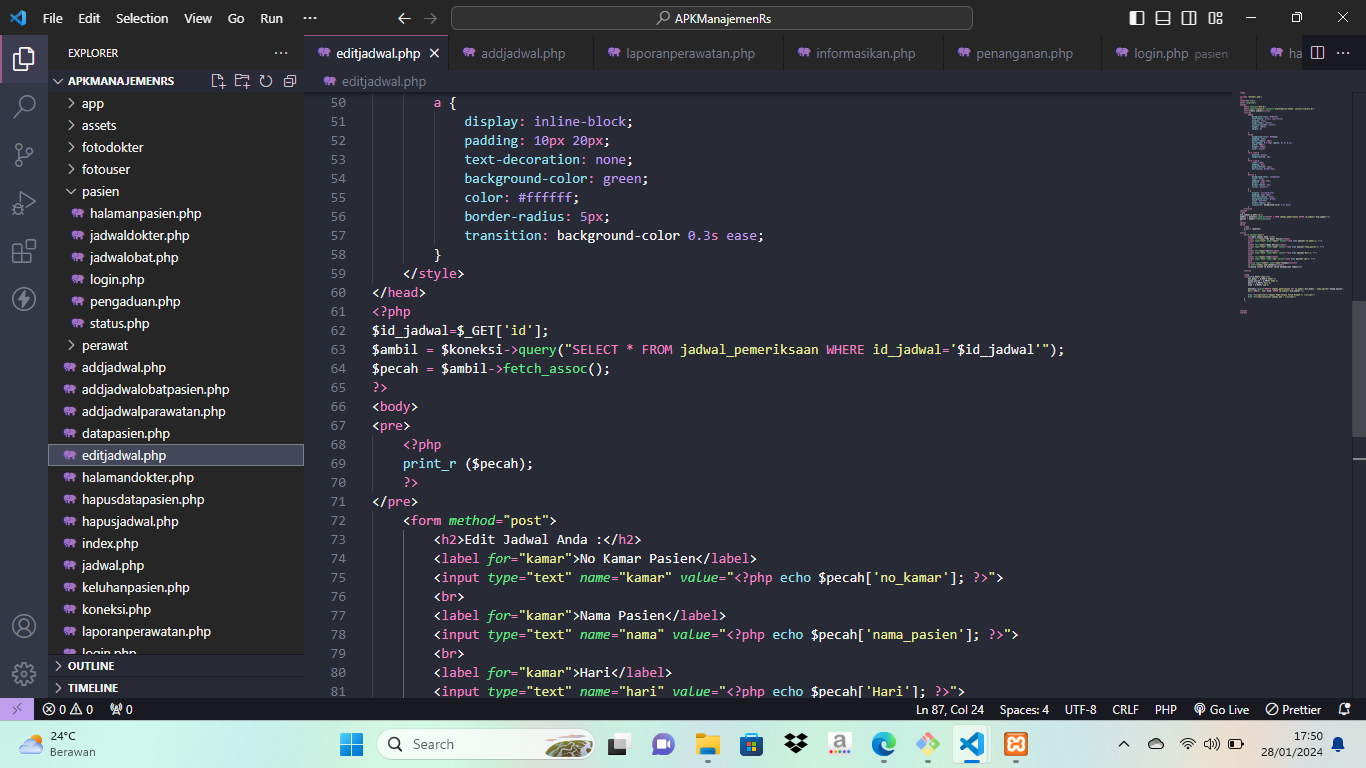 File Edit Selection View Go Run ··· APKManajemenRs
EXPLORER ···
editjadwal.php addjadwal.php laporanperawatan.php informasikan.php penanganan.php login.php pasien ha ···
APKMANAJEMENRS
editjadwal.php
app
assets
fotodokter
fotouser
pasien
halamanpasien.php
jadwaldokter.php
jadwalobat.php
login.php
pengaduan.php
status.php
perawat
addjadwal.php
addjadwalobatpasien.php
addjadwalparawatan.php
datapasien.php
editjadwal.php
halamandokter.php
hapusdatapasien.php
hapusjadwal.php
index.php
jadwal.php
keluhanpasien.php
koneksi.php
laporanperawatan.php
login.php
OUTLINE
TIMELINE
50 a {
51 display: inline-block;
52 padding: 10px 20px;
53 text-decoration: none;
54 background-color: green;
55 color: #ffffff;
56 border-radius: 5px;
57 transition: background-color 0.3s ease;
58 }
59 </style>
60 </head>
61 <?php
62 $id_jadwal=$_GET['id'];
63 $ambil = $koneksi->query("SELECT * FROM jadwal_pemeriksaan WHERE id_jadwal='$id_jadwal'");
64 $pecah = $ambil->fetch_assoc();
65 ?>
66 <body>
67 <pre>
68 <?php
69 print_r ($pecah);
70 ?>
71 </pre>
72 <form method="post">
73 <h2>Edit Jadwal Anda :</h2>
74 <label for="kamar">No Kamar Pasien</label>
75 <input type="text" name="kamar" value="<?php echo $pecah['no_kamar']; ?>">
76 <br>
77 <label for="kamar">Nama Pasien</label>
78 <input type="text" name="nama" value="<?php echo $pecah['nama_pasien']; ?>">
79 <br>
80 <label for="kamar">Hari</label>
81 <input type="text" name="hari" value="<?php echo $pecah['Hari']; ?>">
0 0 0 Ln 87, Col 24 Spaces: 4 UTF-8 CRLF PHP Go Live Prettier
24°C
Berawan
Search
17:50
28/01/2024